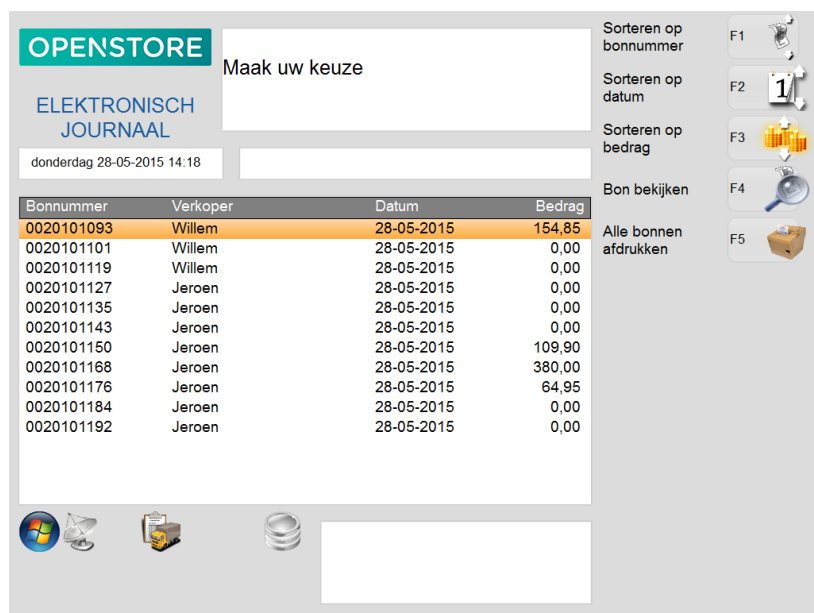 OPENSTORE
Maak uw keuze
ELEKTRONISCH
JOURNAAL
donderdag 28-05-2015 14:18
Bonnummer Verkoper Datum Bedrag
0020101093 Willem 28-05-2015 154,85
0020101101 Willem 28-05-2015 0,00
0020101119 Willem 28-05-2015 0,00
0020101127 Jeroen 28-05-2015 0,00
0020101135 Jeroen 28-05-2015 0,00
0020101143 Jeroen 28-05-2015 0,00
0020101150 Jeroen 28-05-2015 109,90
0020101168 Jeroen 28-05-2015 380,00
0020101176 Jeroen 28-05-2015 64,95
0020101184 Jeroen 28-05-2015 0,00
0020101192 Jeroen 28-05-2015 0,00
Sorteren op
bonnummer
F1
Sorteren op
datum
F2
1
Sorteren op
bedrag
F3
Bon bekijken
F4
Alle bonnen
afdrukken
F5